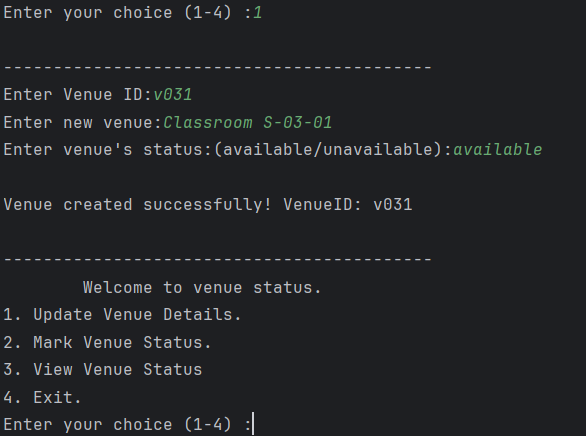 Enter your choice (1-4) :1
-------------------------------------------
Enter Venue ID:v031
Enter new venue:Classroom S-03-01
Enter venue's status:(available/unavailable):available
Venue created successfully! VenueID: v031
-------------------------------------------
Welcome to venue status.
1. Update Venue Details.
2. Mark Venue Status.
3. View Venue Status
4. Exit.
Enter your choice (1-4) :